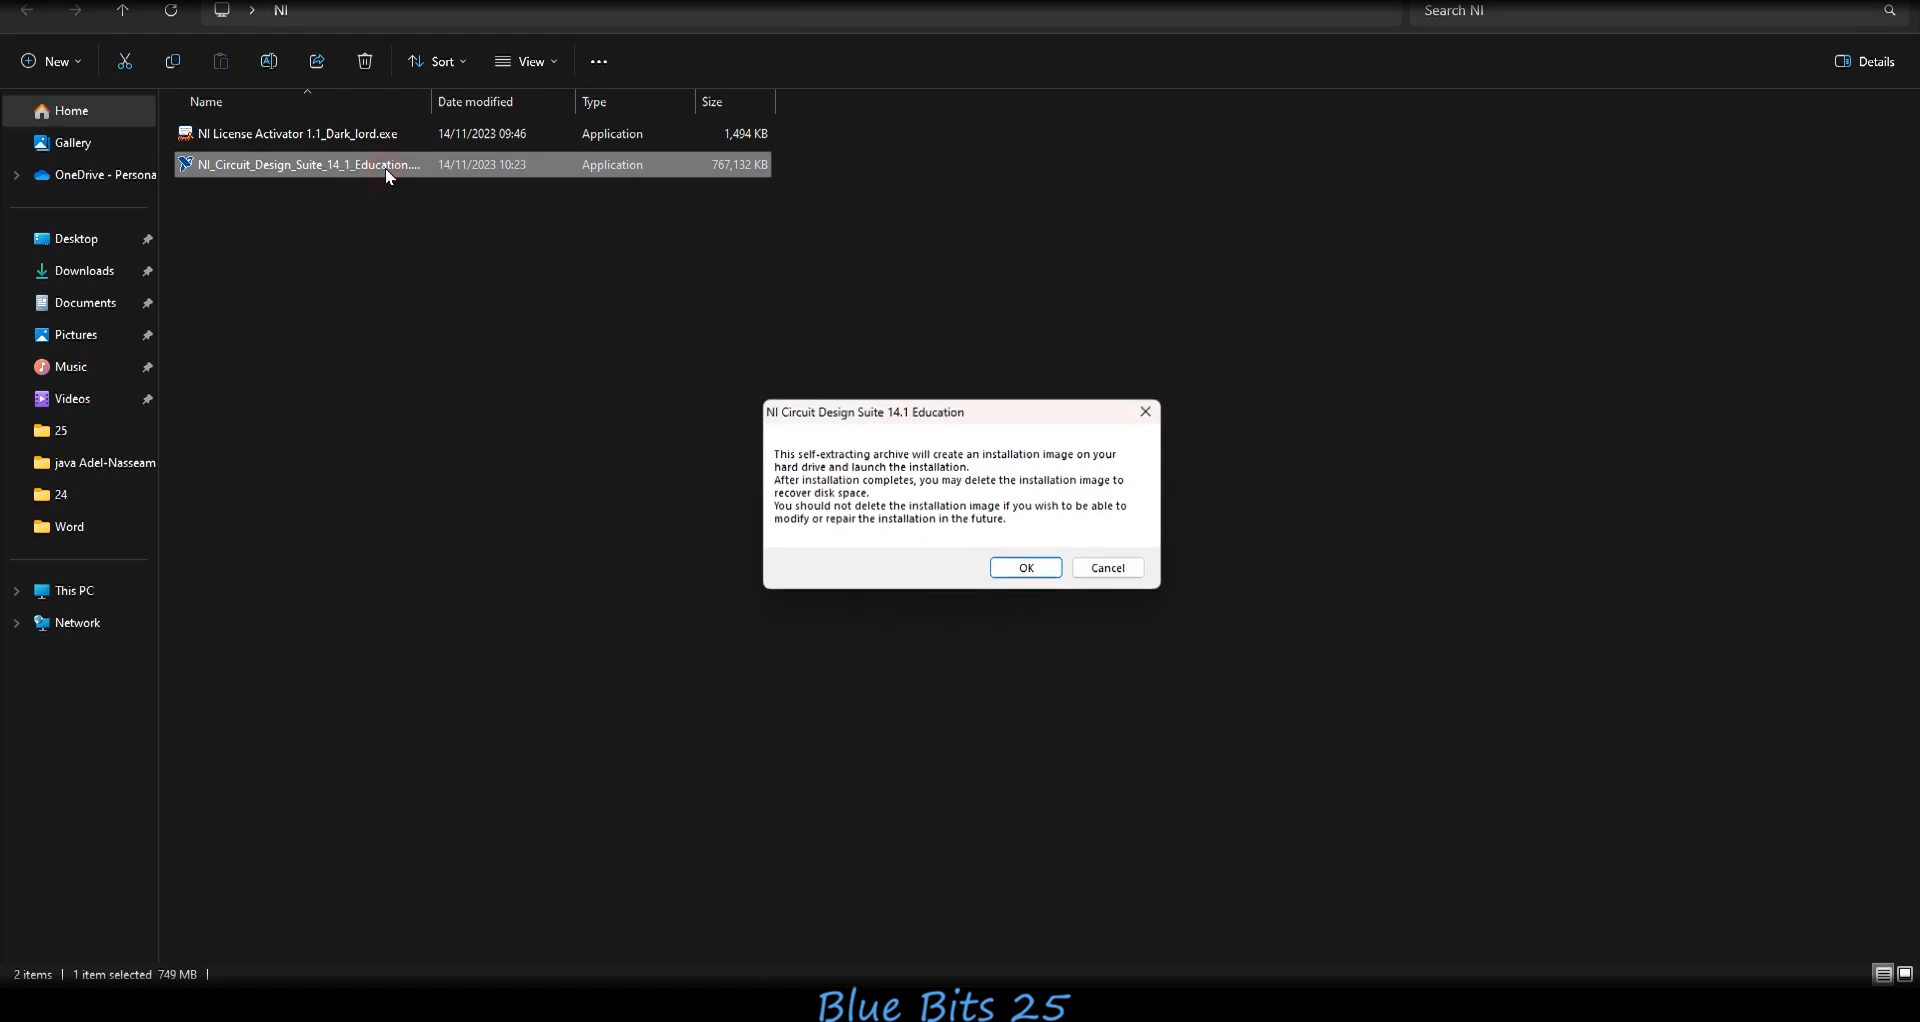 NI
Search NI
New
Sort
View
Details
Name
Date modified
Type
Size
Home
NI License Activator 1.1_Dark_lord.exe
14/11/2023 09:46
Application
1,494 KB
Gallery
NI_Circuit_Design_Suite_14_1_Education....
14/11/2023 10:23
Application
767,132 KB
OneDrive - Persona
Desktop
Downloads
Documents
Pictures
Music
Videos
25
java Adel-Nasseam
24
Word
This PC
Network
NI Circuit Design Suite 14.1 Education
This self-extracting archive will create an installation image on your
hard drive and launch the installation.
After installation completes, you may delete the installation image to
recover disk space.
You should not delete the installation image if you wish to be able to
modify or repair the installation in the future.
OK
Cancel
2 items
1 item selected 749 MB
Blue Bits 25